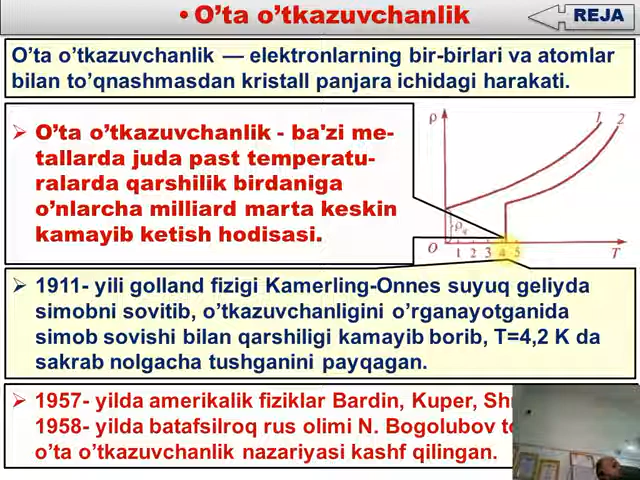 • O’ta o’tkazuvchanlik
REJA
O’ta o’tkazuvchanlik — elektronlarning bir-birlari va atomlar
bilan to’qnashmasdan kristall panjara ichidagi harakati.
➢ O’ta o’tkazuvchanlik - ba'zi me-
tallarda juda past temperatu-
ralarda qarshilik birdaniga
o’nlarcha milliard marta keskin
kamayib ketish hodisasi.
ρ
1 2
ρ
O 1 2 3 4 5 T
➢ 1911- yili golland fizigi Kamerling-Onnes suyuq geliyda
simobni sovitib, o’tkazuvchanligini o’rganayotganida
simob sovishi bilan qarshiligi kamayib borib, T=4,2 K da
sakrab nolgacha tushganini payqagan.
➢ 1957- yilda amerikalik fiziklar Bardin, Kuper,
1958- yilda batafsilroq rus olimi N. Bogolubov
o’ta o’tkazuvchanlik nazariyasi kashf qilingan.